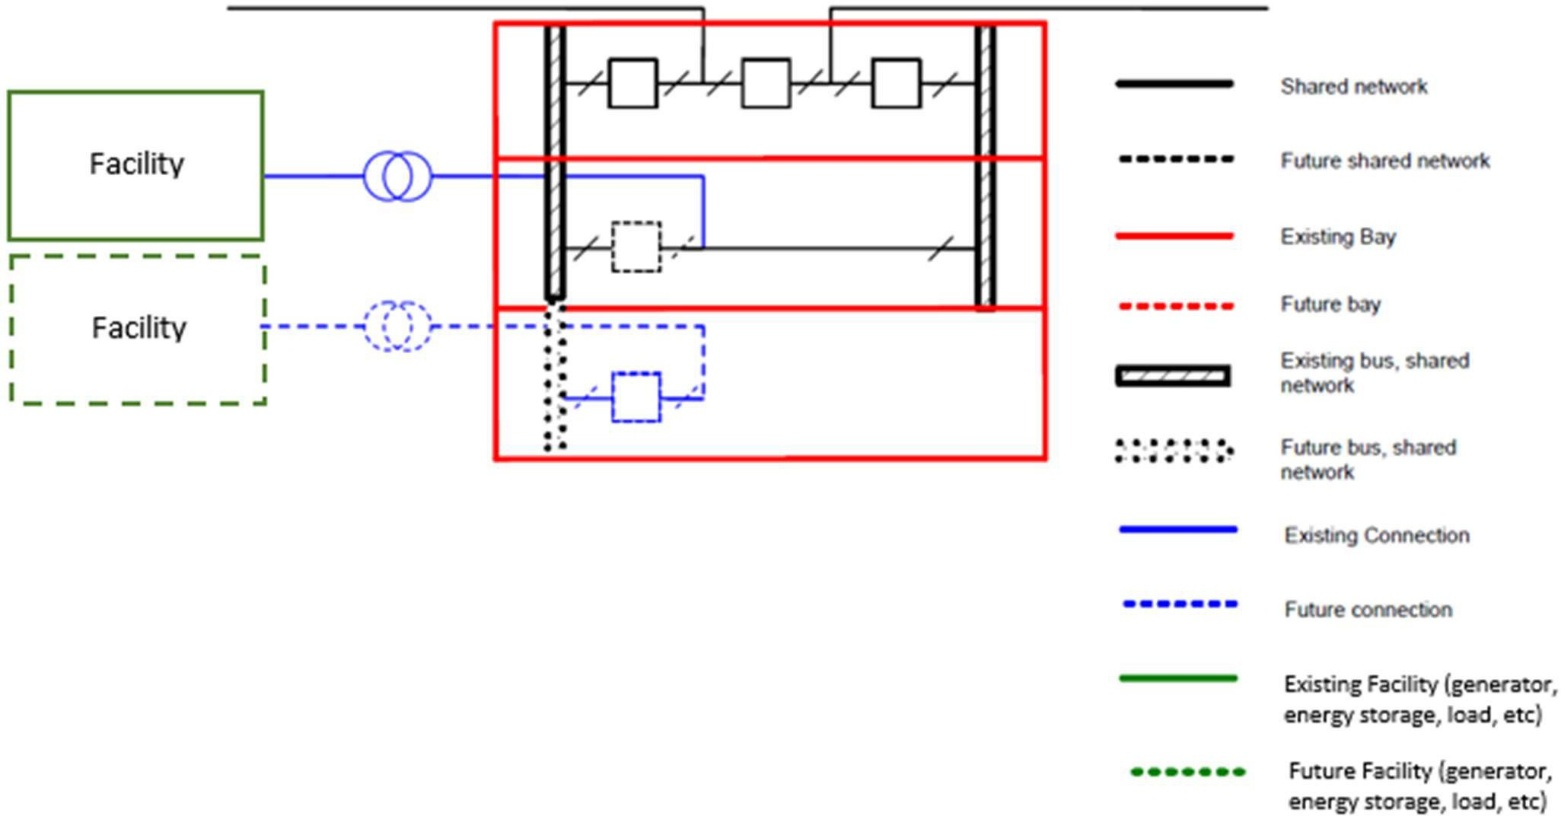 Facility
Facility
Shared network
Future shared network
Existing Bay
Future bay
Existing bus, shared
network
Future bus, shared
network
Existing Connection
Future connection
Existing Facility (generator,
energy storage, load, etc)
Future Facility (generator,
energy storage, load, etc)